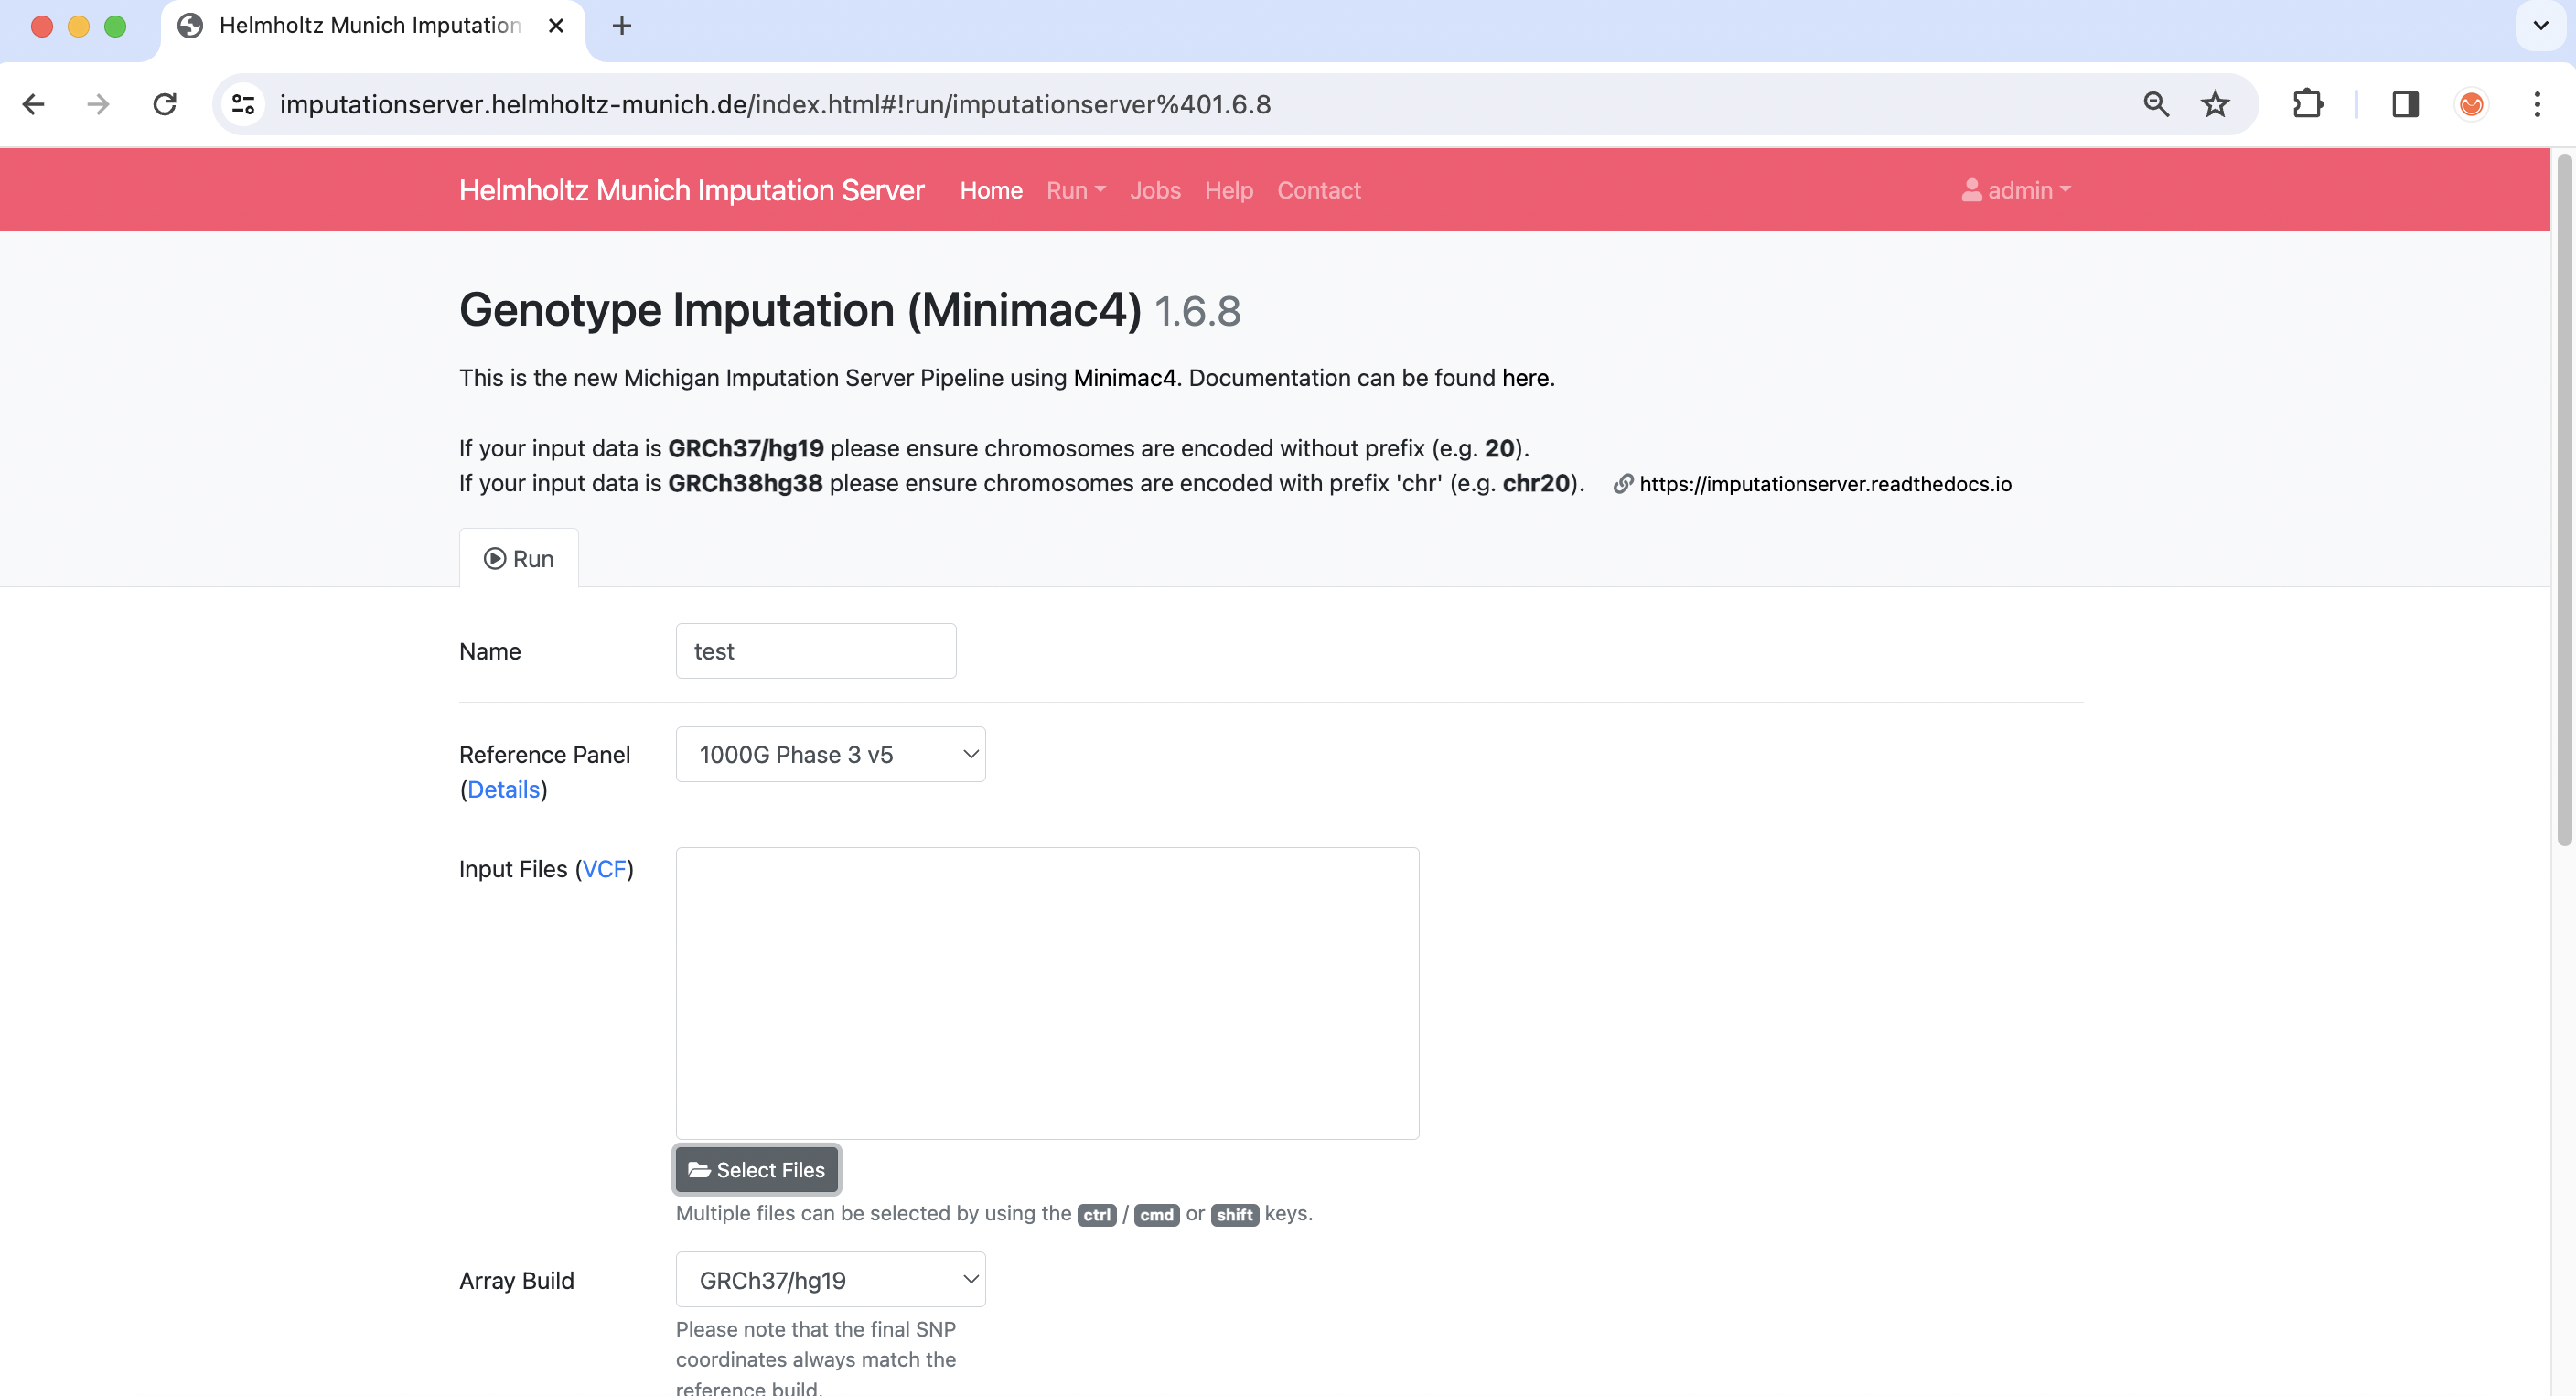 Helmholtz Munich Imputation
imputationserver.helmholtz-munich.de/index.html#!run/imputationserver%401.6.8
Helmholtz Munich Imputation Server Home Run Jobs Help Contact admin
Genotype Imputation (Minimac4) 1.6.8
This is the new Michigan Imputation Server Pipeline using Minimac4. Documentation can be found here.
If your input data is GRCh37/hg19 please ensure chromosomes are encoded without prefix (e.g. 20).
If your input data is GRCh38hg38 please ensure chromosomes are encoded with prefix 'chr' (e.g. chr20). https://imputationserver.readthedocs.io
Run
Name test
Reference Panel 1000G Phase 3 v5
(Details)
Input Files (VCF)
Select Files
Multiple files can be selected by using the ctrl / cmd or shift keys.
Array Build GRCh37/hg19
Please note that the final SNP
coordinates always match the
reference build.